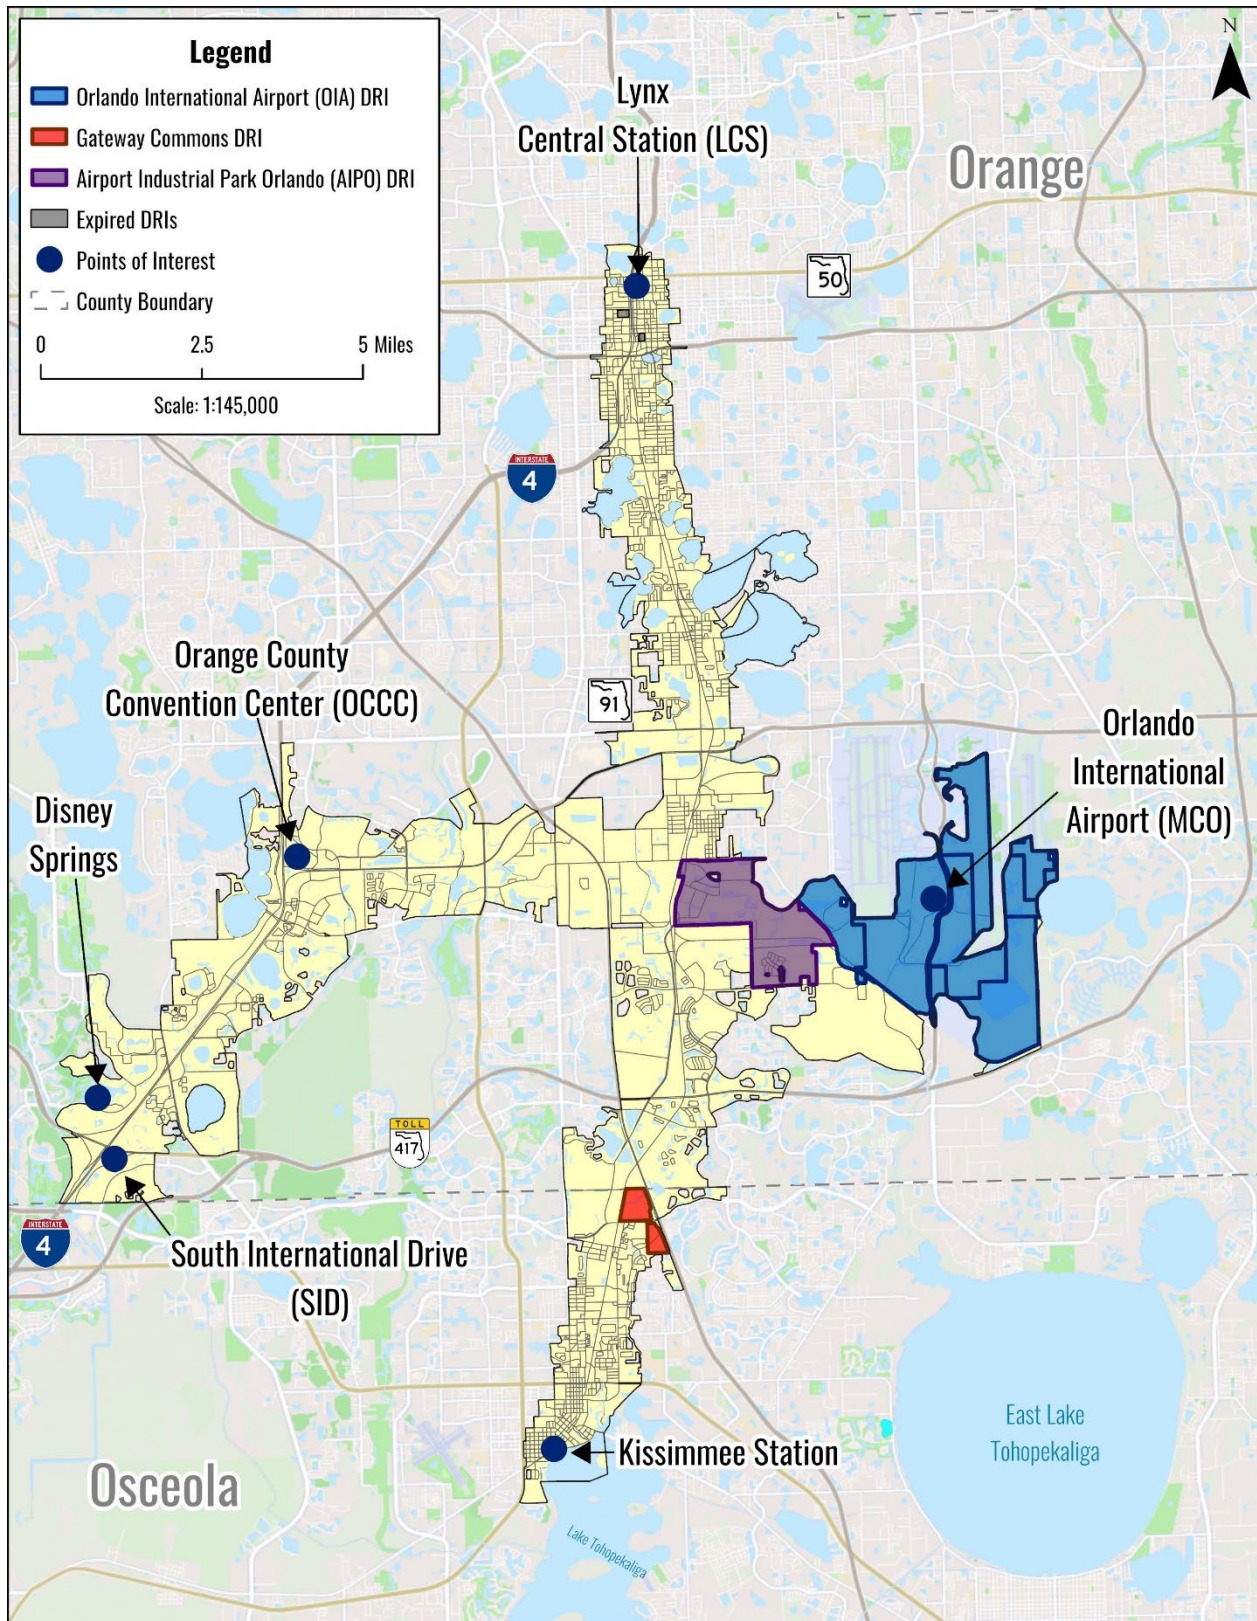 Legend
Orlando International Airport (OIA) DRI
Gateway Commons DRI
Airport Industrial Park Orlando (AIPO) DRI
Expired DRIs
Points of Interest
County Boundary
0 2.5 5 Miles
Scale: 1:145,000
N
Lynx
Central Station (LCS)
Orange
50
INTERSTATE
4
Orange County
Convention Center (OCCC)
91
Orlando
International
Airport (MCO)
Disney
Springs
TOLL
417
INTERSTATE
4
South International Drive
(SID)
East Lake
Tohopekaliga
Kissimmee Station
Osceola
Lake Tohopekaliga